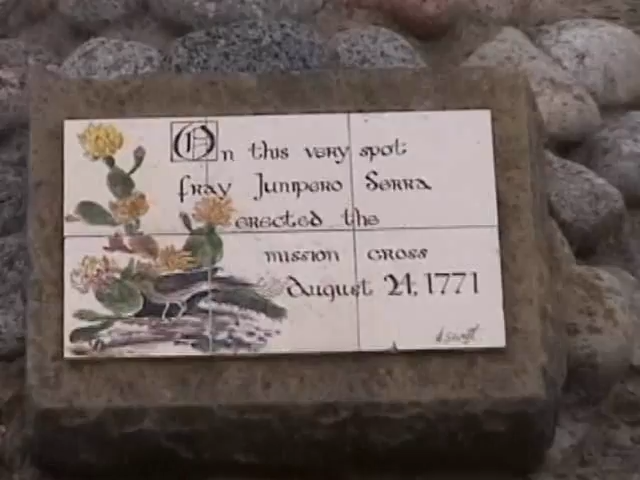 On this very spot
fray Junipero Serra
erected the
mission cross
August 24, 1771